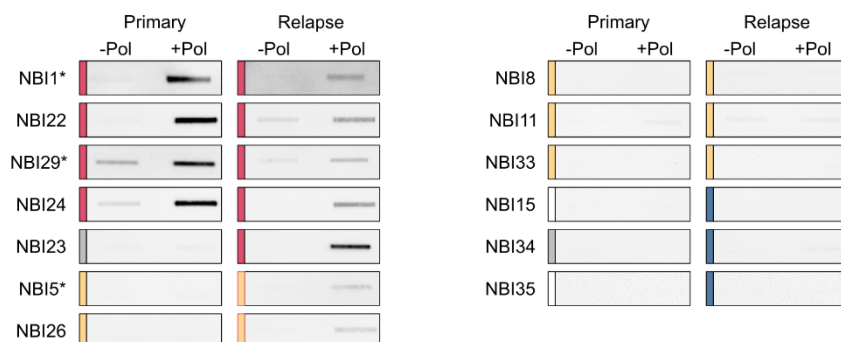 Primary Relapse
-Pol +Pol -Pol +Pol
NBI1*
NBI22
NBI29*
NBI24
NBI23
NBI5*
NBI26
Primary Relapse
-Pol +Pol -Pol +Pol
NBI8
NBI11
NBI33
NBI15
NBI34
NBI35